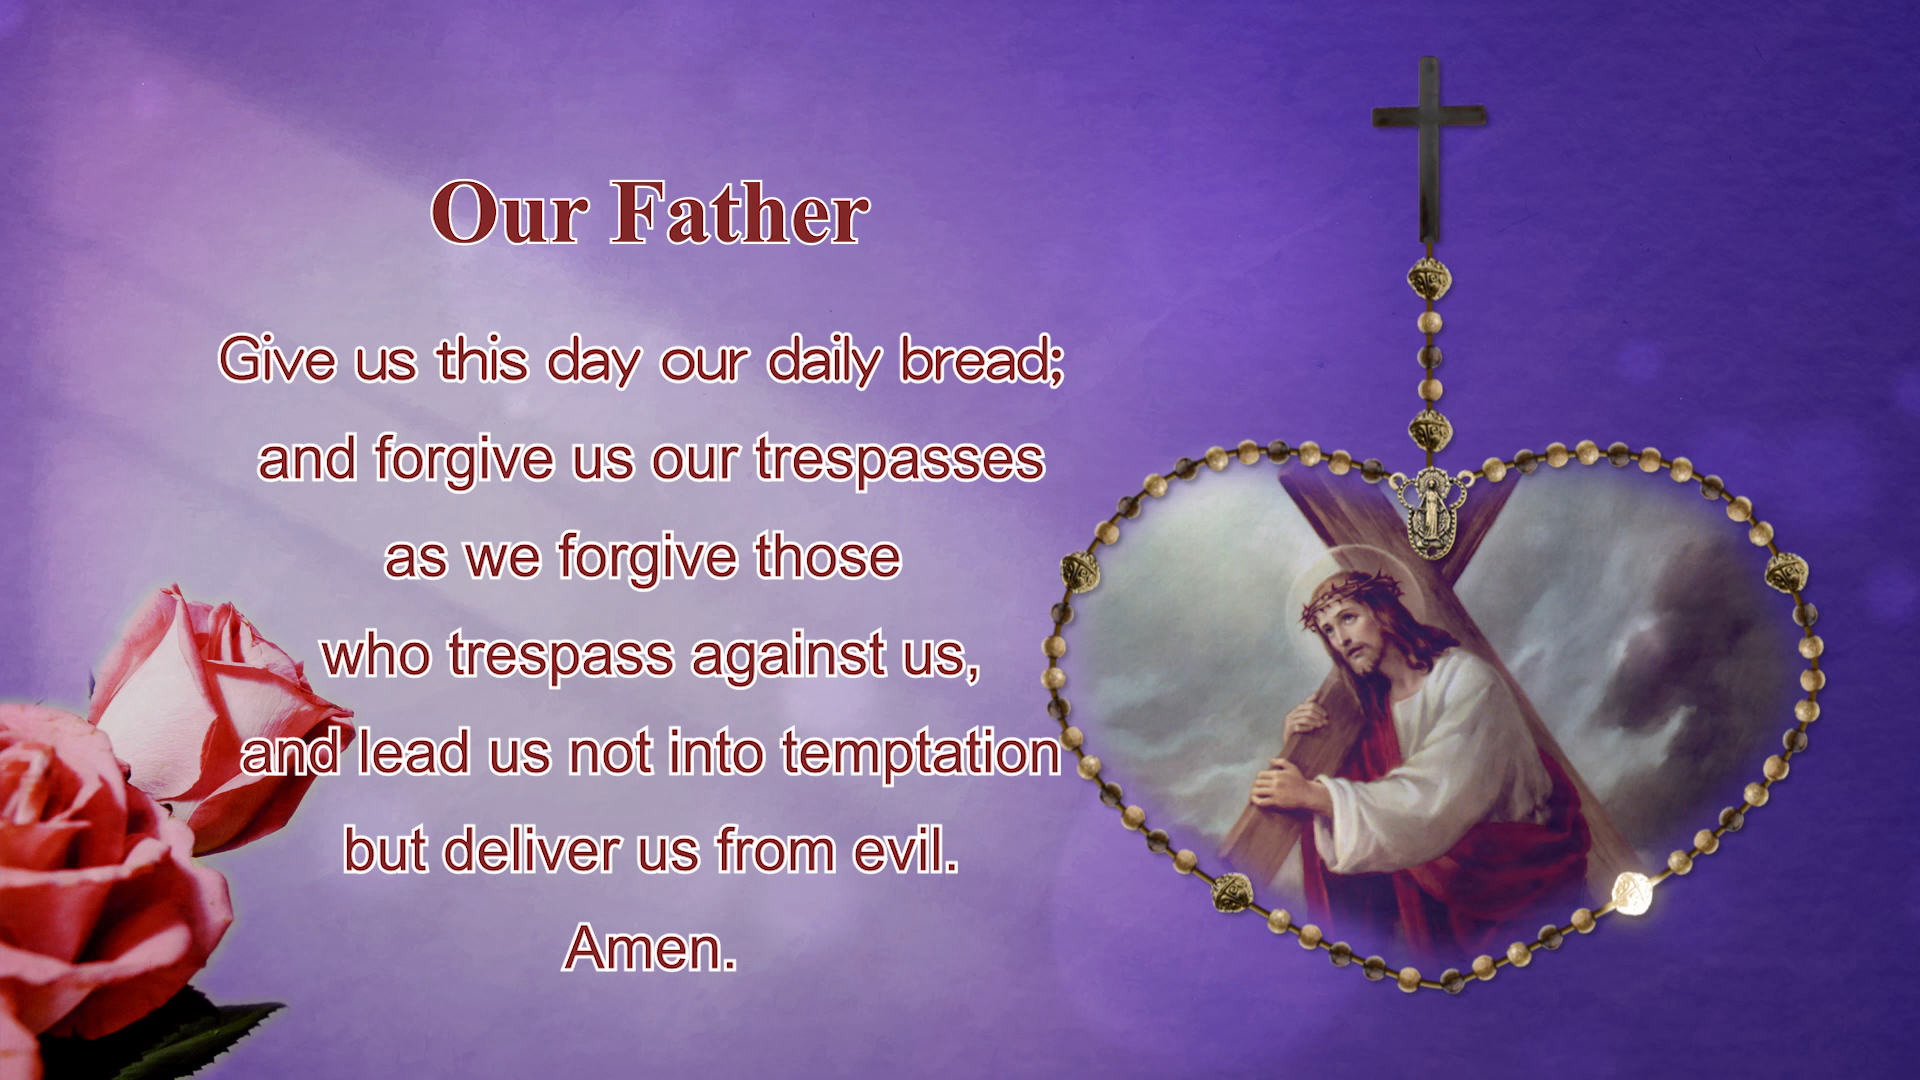 Our Father
Give us this day our daily bread;
and forgive us our trespasses
as we forgive those
who trespass against us,
and lead us not into temptation
but deliver us from evil.
Amen.